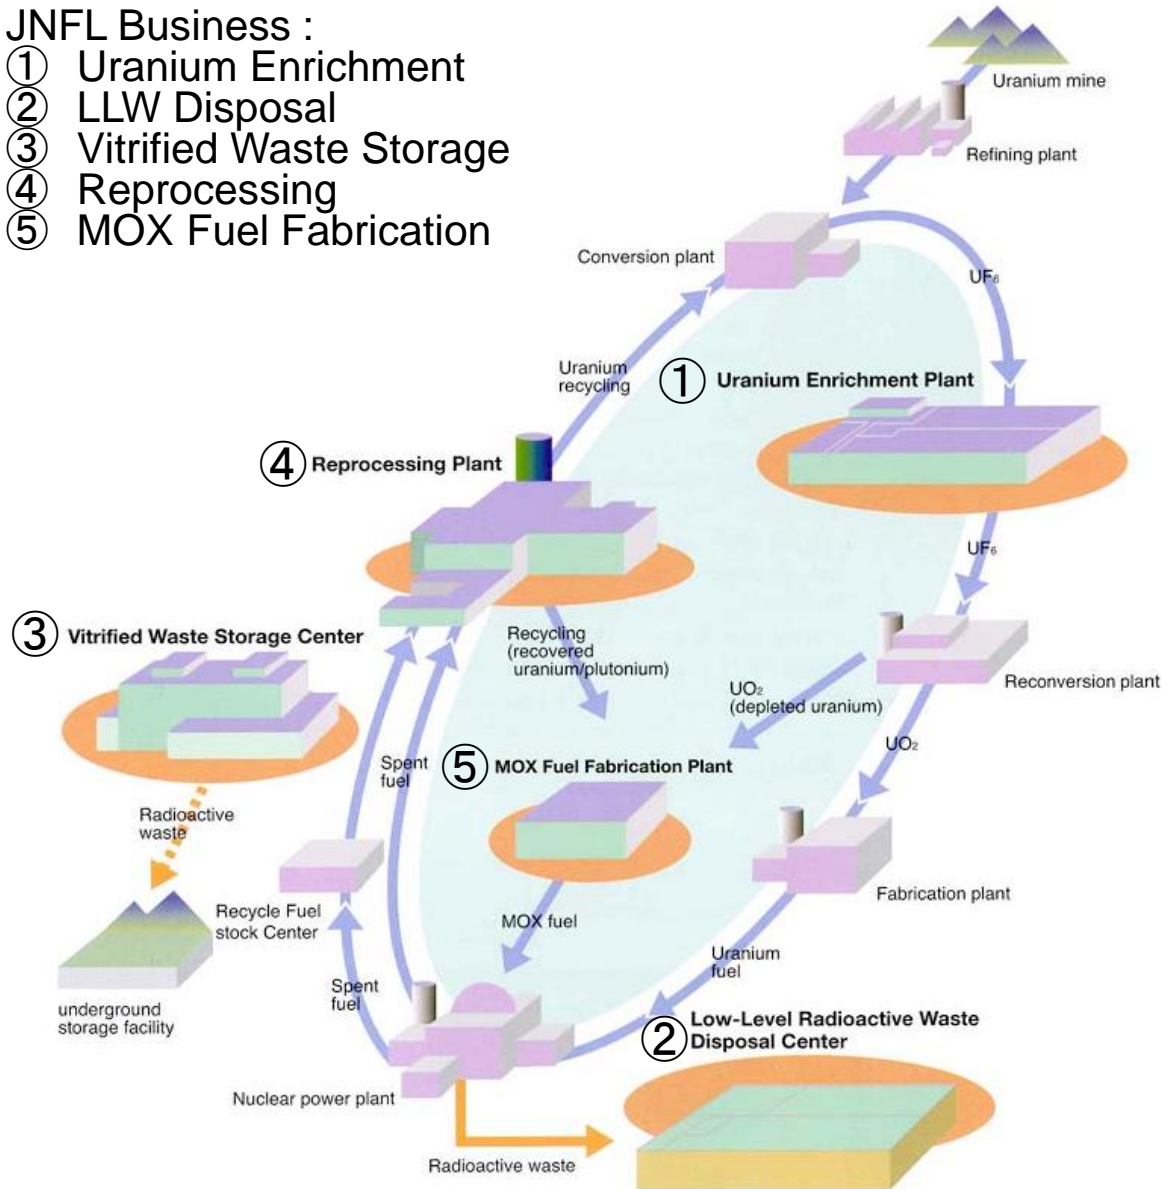 JNFL Business :
① Uranium Enrichment
② LLW Disposal
③ Vitrified Waste Storage
④ Reprocessing
⑤ MOX Fuel Fabrication
Uranium mine
Refining plant
Conversion plant
UF₆
Uranium
recycling
① Uranium Enrichment Plant
④ Reprocessing Plant
UF₆
③ Vitrified Waste Storage Center
Recycling
(recovered
uranium/plutonium)
UO₂
(depleted uranium)
Reconversion plant
UO₂
Spent
fuel
⑤ MOX Fuel Fabrication Plant
Radioactive
waste
Recycle Fuel
stock Center
MOX fuel
Fabrication plant
Uranium
fuel
Spent
fuel
underground
storage facility
② Low-Level Radioactive Waste
Disposal Center
Nuclear power plant
Radioactive waste